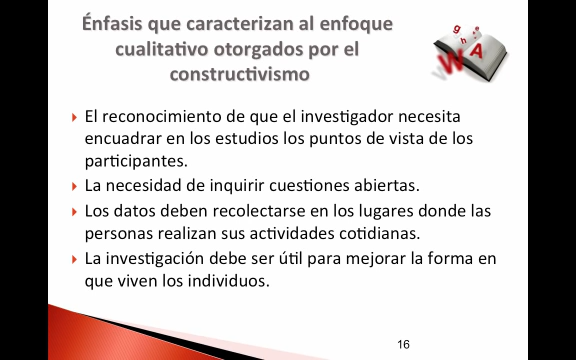 Énfasis que caracterizan al enfoque
cualitativo otorgados por el
constructivismo
El reconocimiento de que el investigador necesita
encuadrar en los estudios los puntos de vista de los
participantes.
La necesidad de inquirir cuestiones abiertas.
Los datos deben recolectarse en los lugares donde las
personas realizan sus actividades cotidianas.
La investigación debe ser útil para mejorar la forma en
que viven los individuos.
16